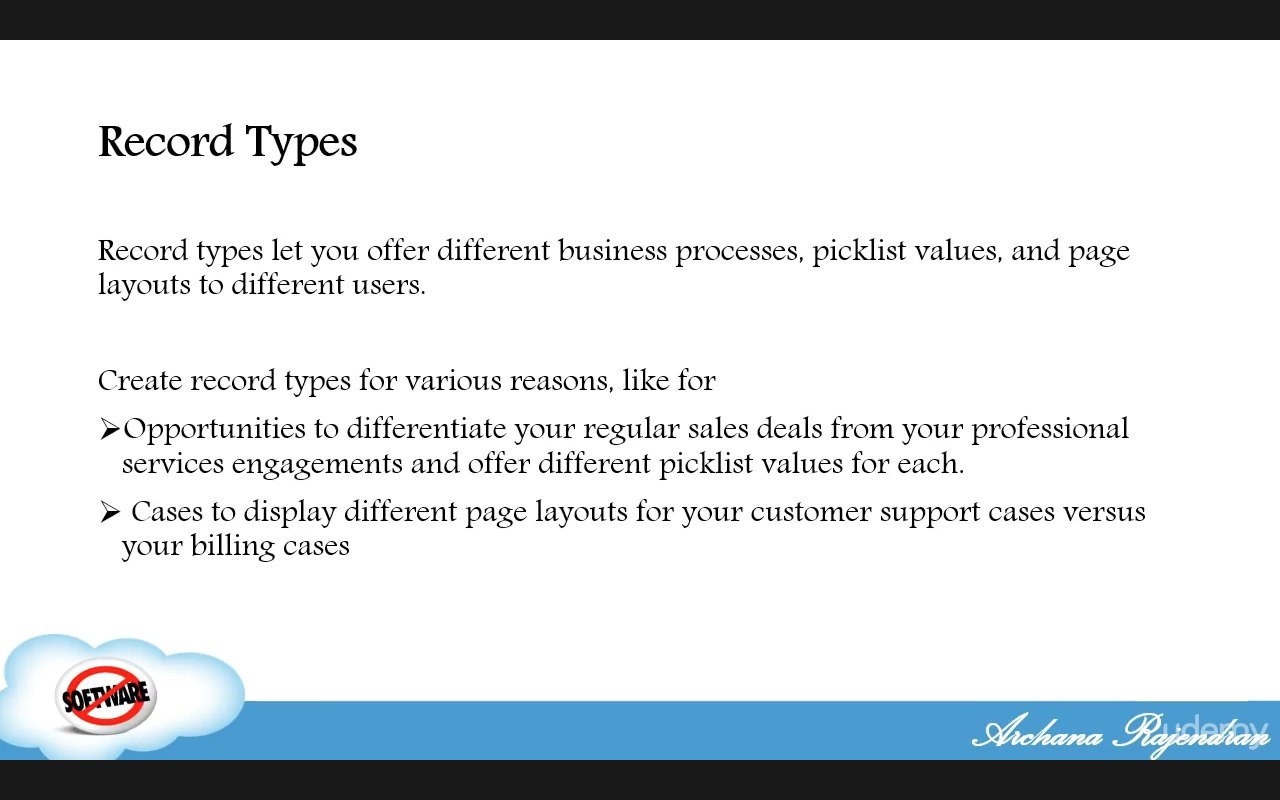 Record Types
Record types let you offer different business processes, picklist values, and page
layouts to different users.
Create record types for various reasons, like for
➢Opportunities to differentiate your regular sales deals from your professional
services engagements and offer different picklist values for each.
➢ Cases to display different page layouts for your customer support cases versus
your billing cases
SOFTWARE
Archana Rajendran
udemy